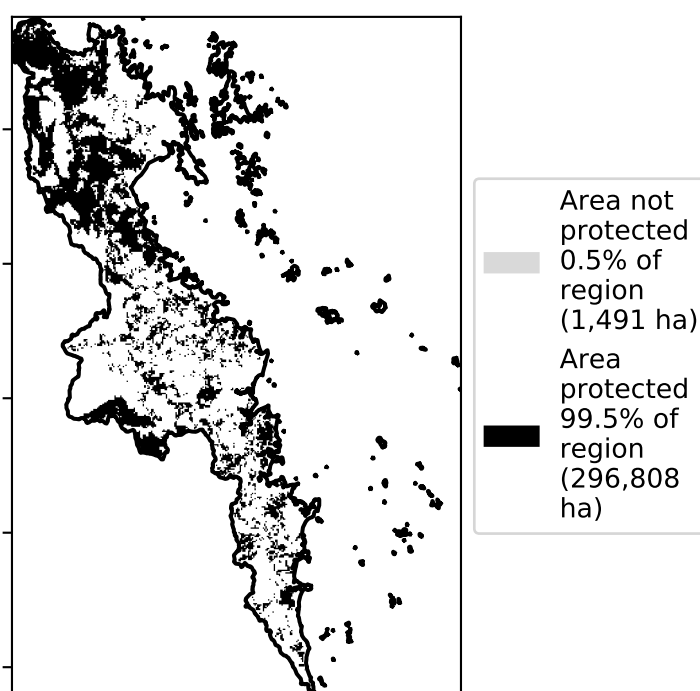 Area not
protected
0.5% of
region
(1,491 ha)
Area
protected
99.5% of
region
(296,808
ha)